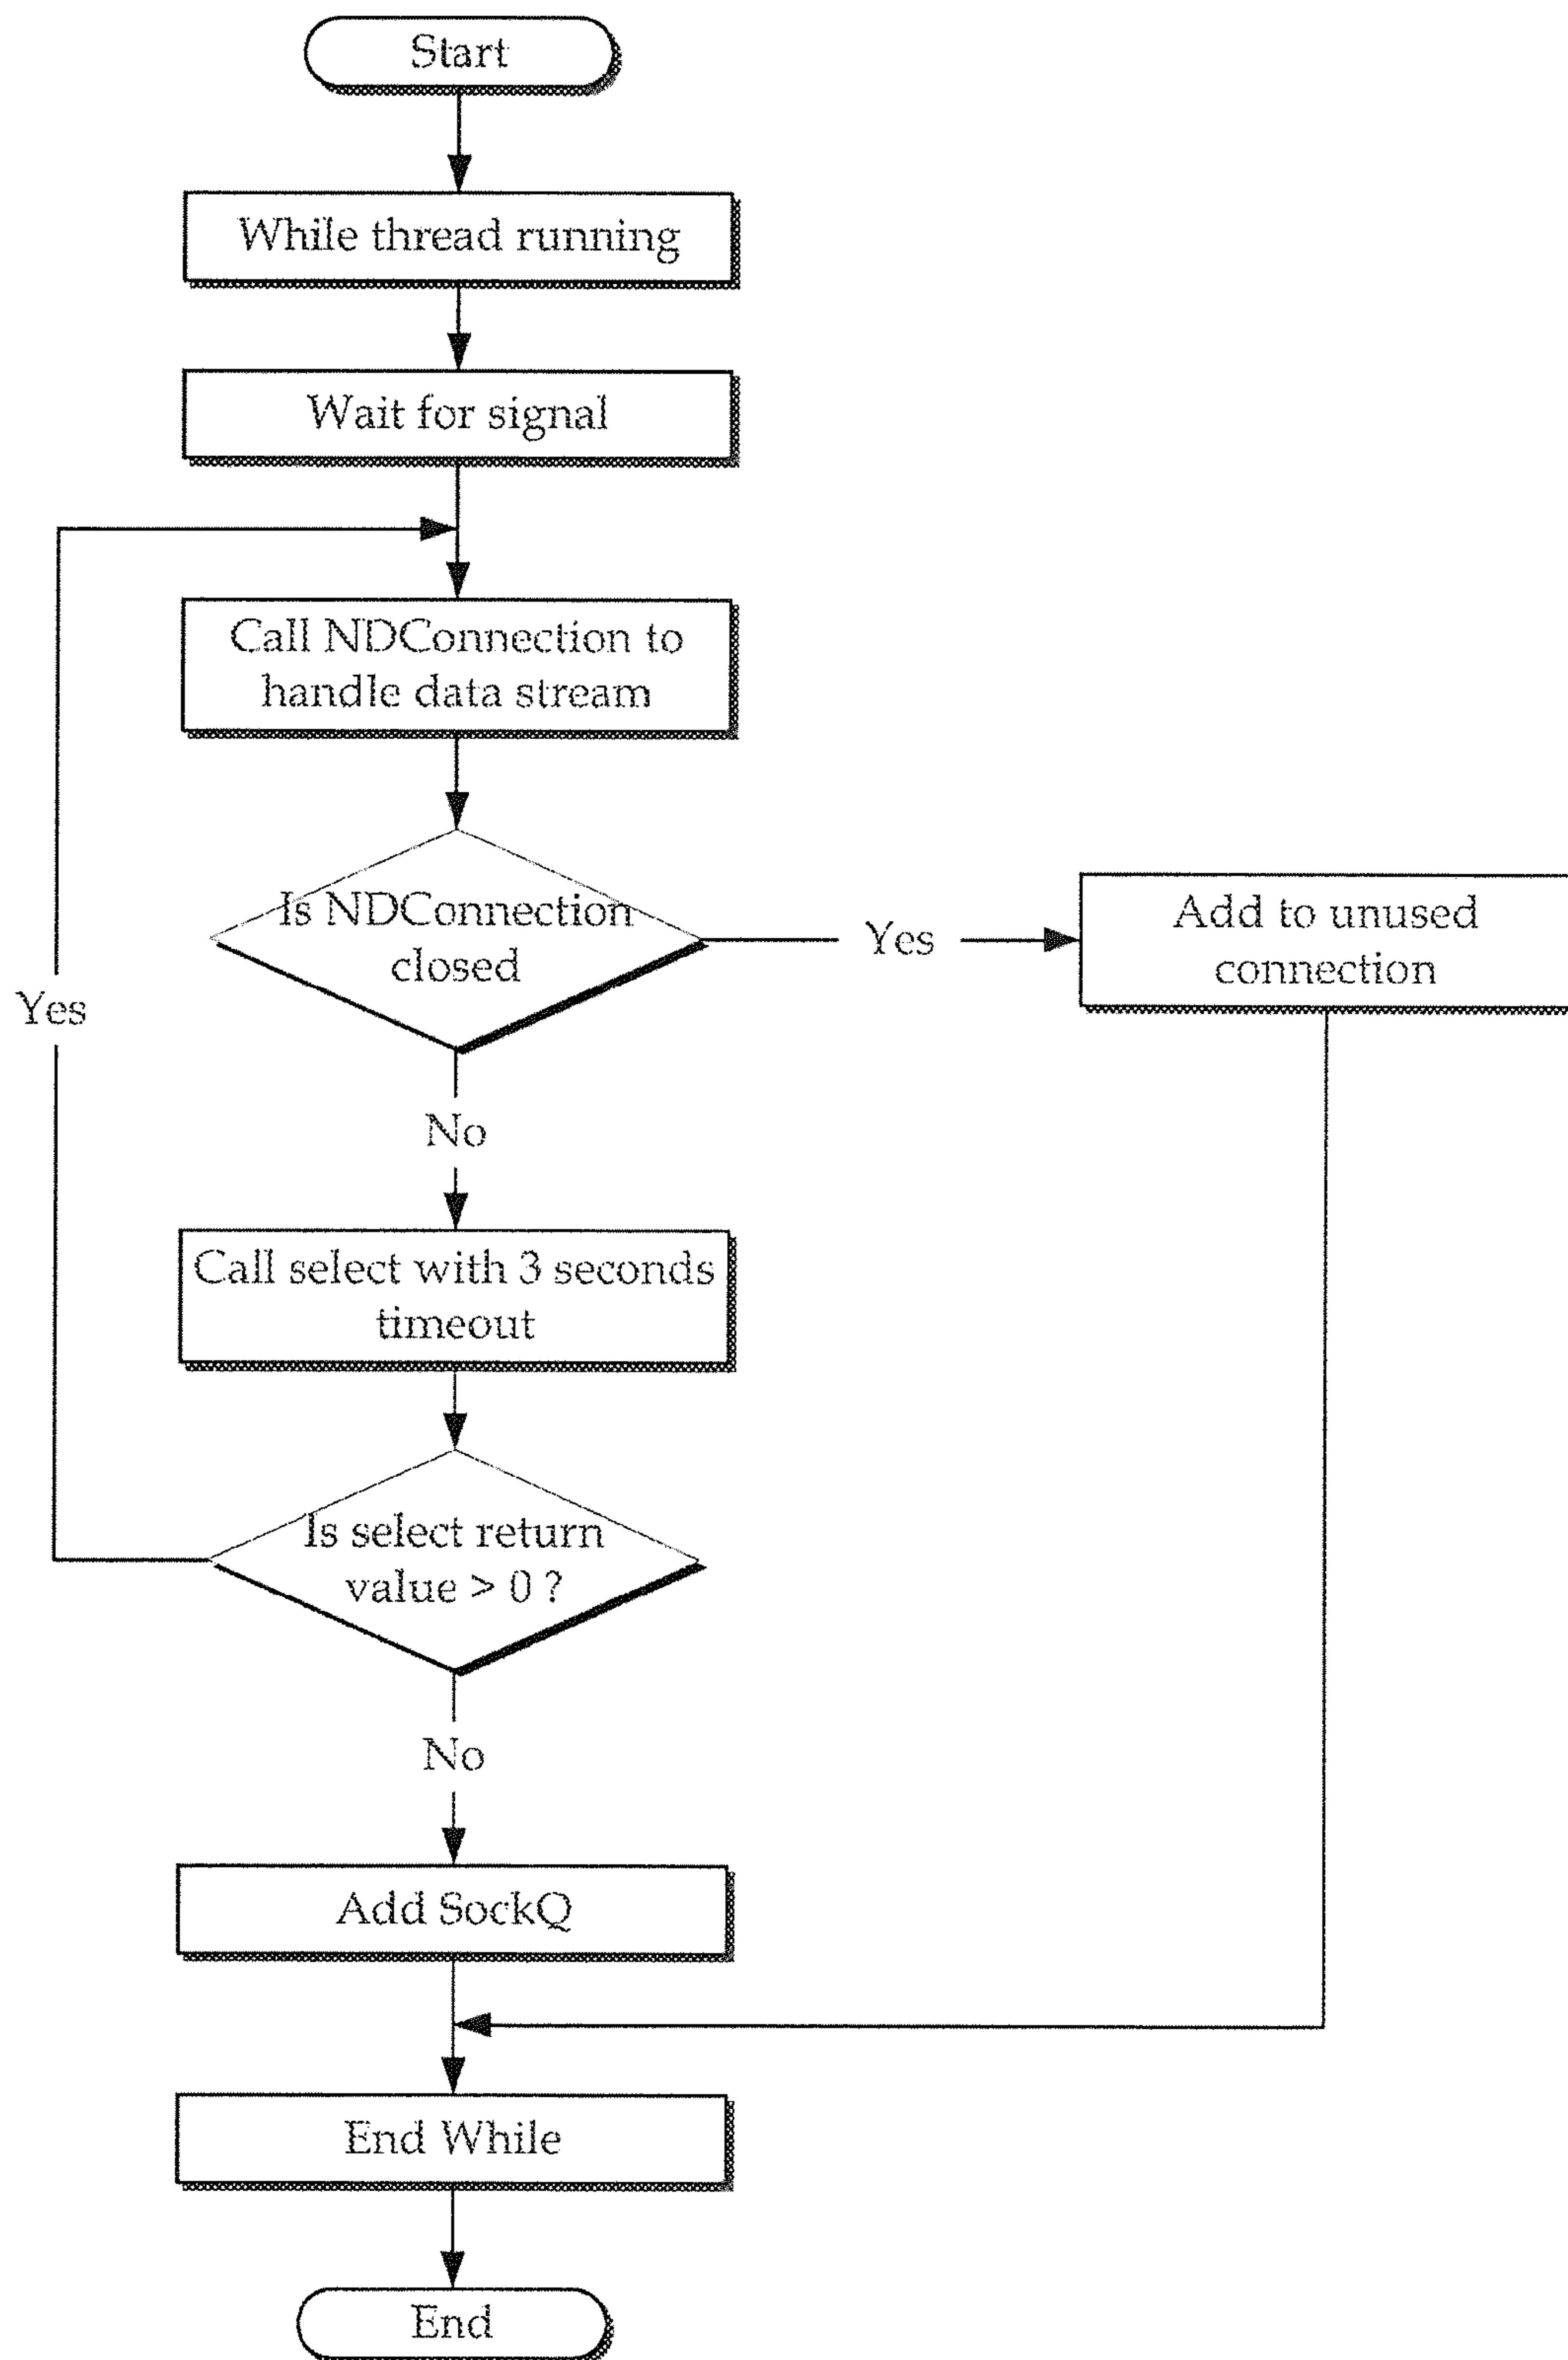 Start
While thread running
Wait for signal
Call NDConnection to
handle data stream
Is NDConnection
closed
Yes
Add to unused
connection
Yes
No
Call select with 3 seconds
timeout
Is select return
value > 0 ?
No
Add SockQ
End While
End